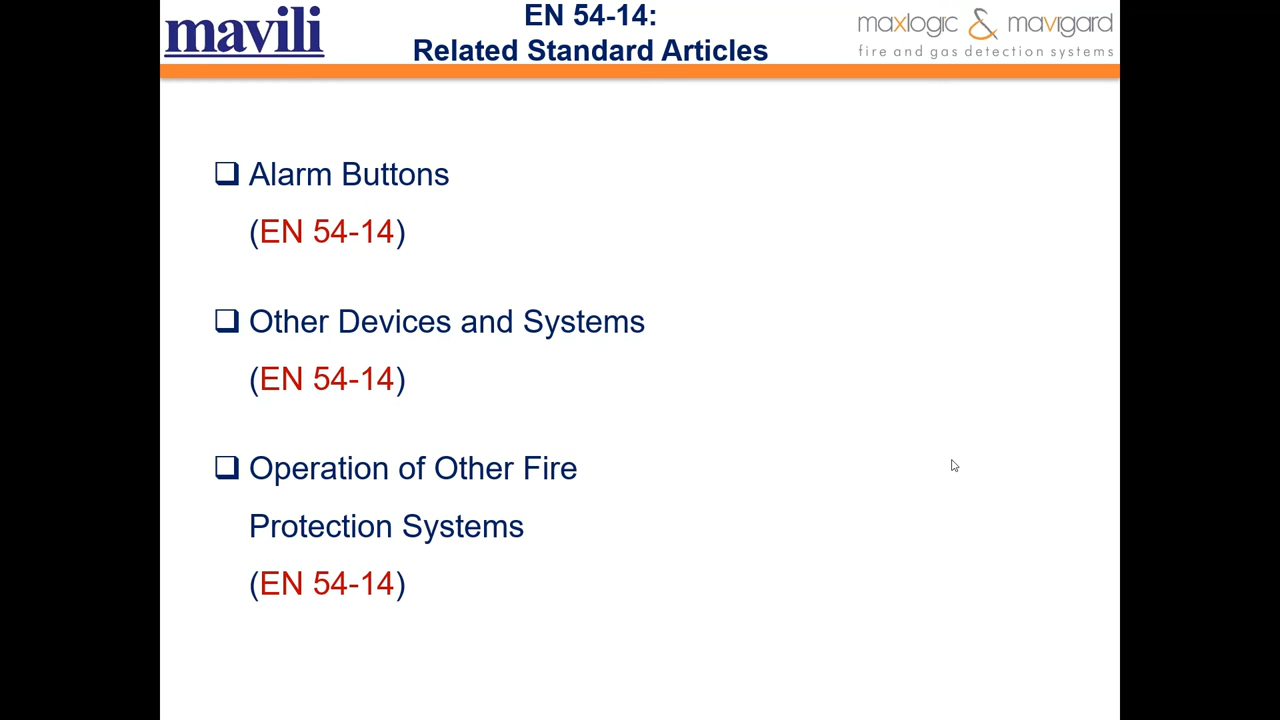 mavili
EN 54-14:
Related Standard Articles
maxlogic & mavigard
fire and gas detection systems
Alarm Buttons
(EN 54-14)
Other Devices and Systems
(EN 54-14)
Operation of Other Fire
Protection Systems
(EN 54-14)